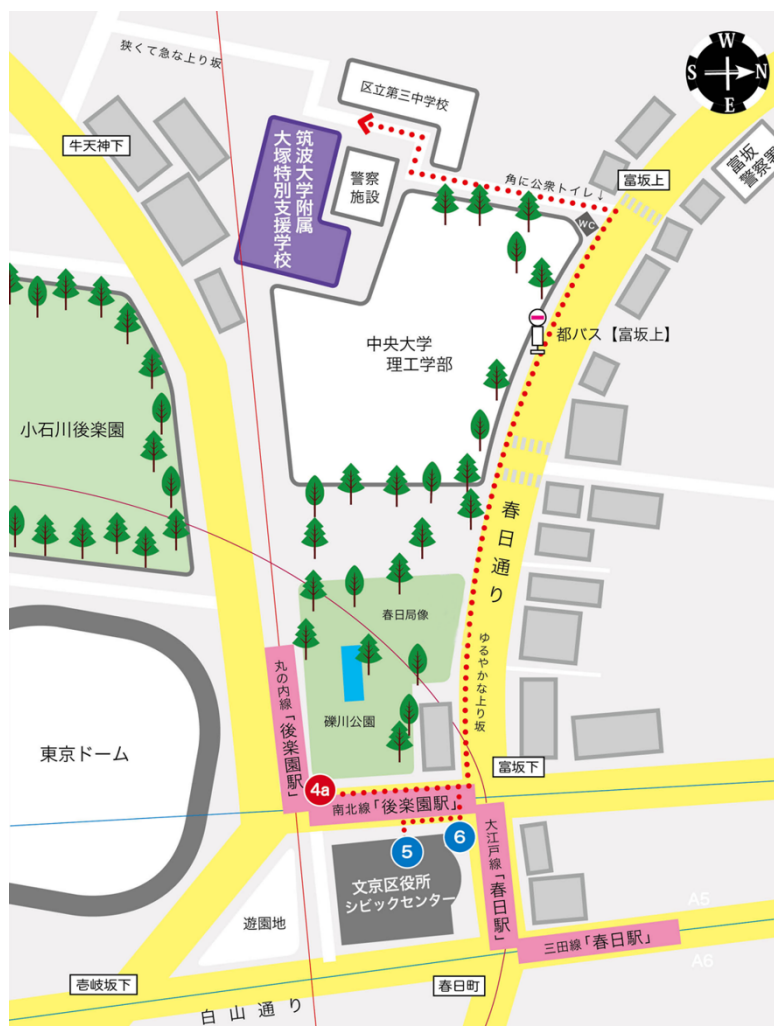 W
S
N
E
狭くて急な上り坂
区立第三中学校
牛天神下
筑波大学附属
大塚特別支援学校
警察
施設
角に公衆トイレ↓
富坂上
富坂
警察署
WC
中央大学
理工学部
都バス【富坂上】
小石川後楽園
春日通り
春日局像
ゆるやかな上り坂
丸の内線「後楽園駅」
礫川公園
東京ドーム
富坂下
4a
南北線「後楽園駅」
5
6
大江戸線「春日駅」
文京区役所
シビックセンター
A5
遊園地
三田線「春日駅」
A6
壱岐坂下
春日町
白山通り